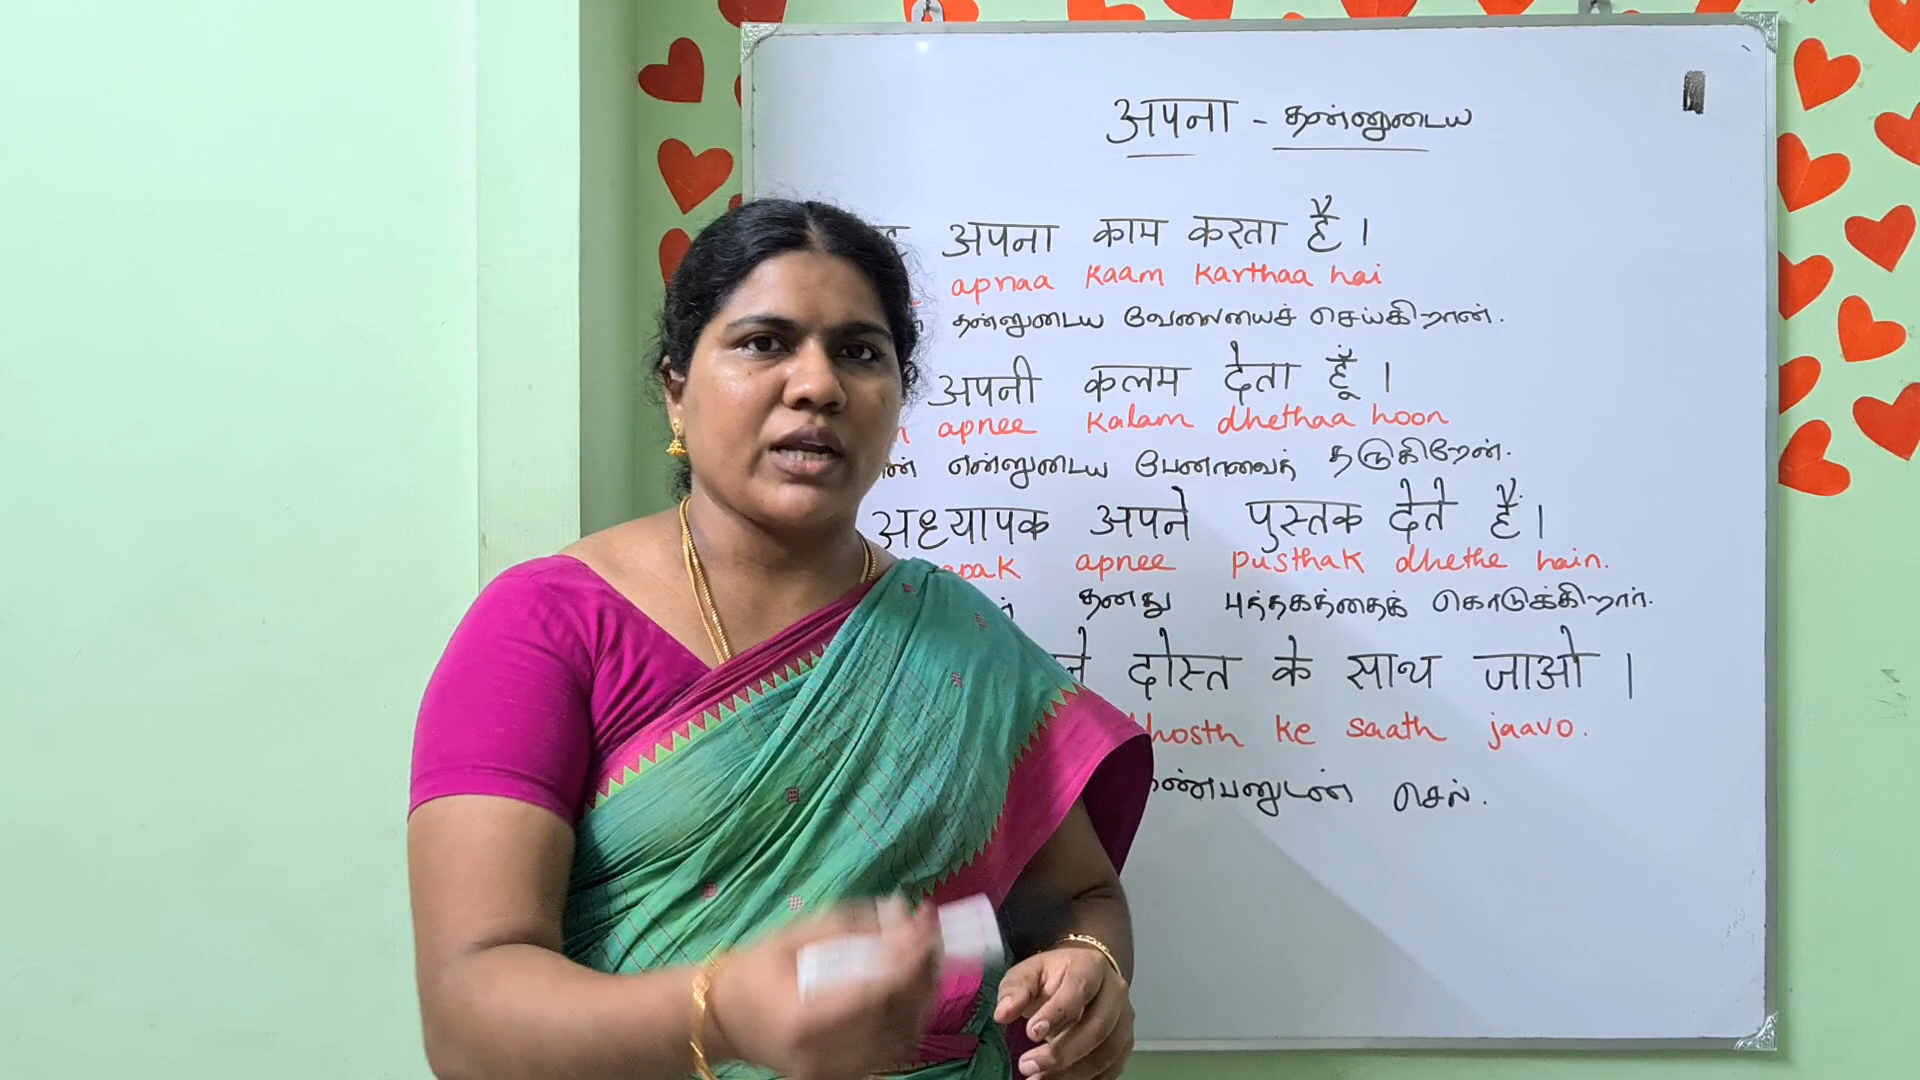 अपना - தன்னுடைய
अपना काम करता है।
apnaa kaam karthaa hai
தன்னுடைய வேலையைச் செய்கிறான்.
अपनी कलम देता हूँ।
apnee kalam dhethaa hoon
என்னுடைய பேனாவைத் தருகிறேன்.
अध्यापक अपने पुस्तक देते हैं।
apnee pusthak dhethe hain.
தனது புத்தகத்தைக் கொடுக்கிறார்.
दोस्त के साथ जाओ।
ke saath jaavo.
செல்.